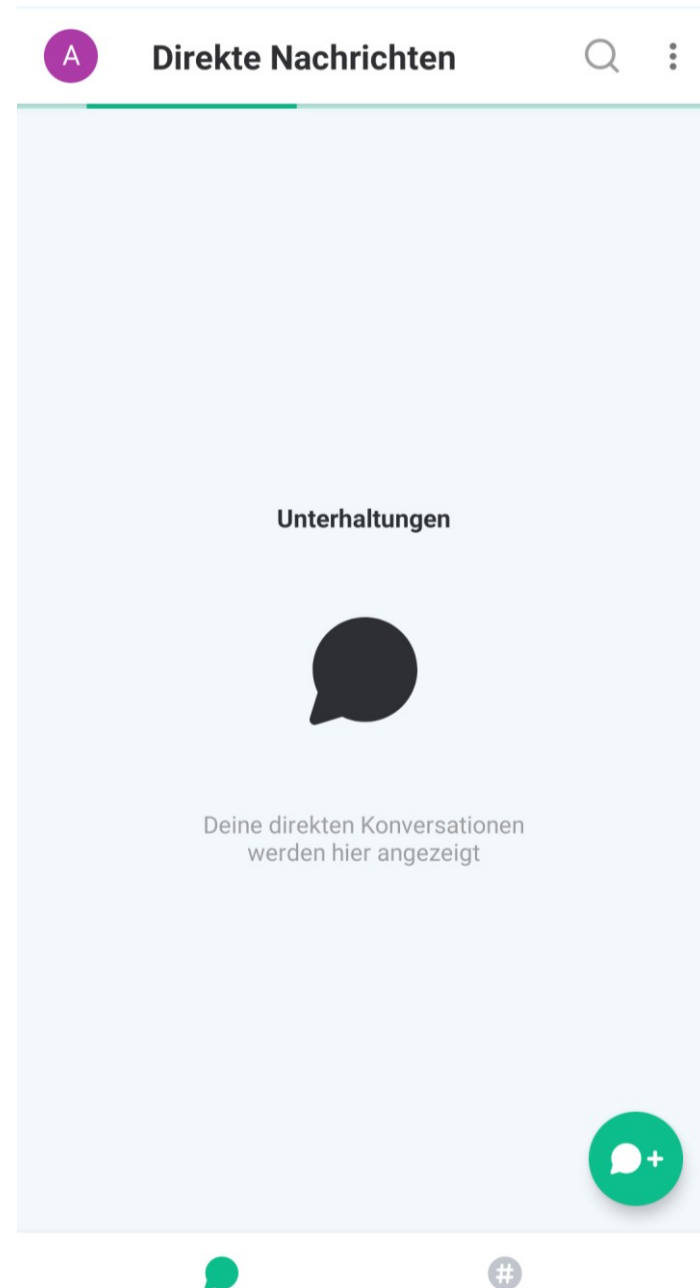 A
Direkte Nachrichten
Unterhaltungen
Deine direkten Konversationen
werden hier angezeigt
+
#